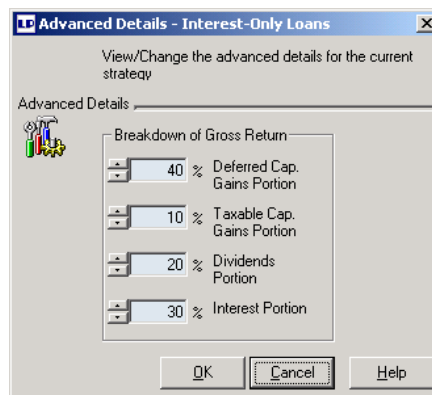 LP Advanced Details - Interest-Only Loans
View/Change the advanced details for the current
strategy
Advanced Details
Breakdown of Gross Return
40 % Deferred Cap.
Gains Portion
10 % Taxable Cap.
Gains Portion
20 % Dividends
Portion
30 % Interest Portion
OK Cancel Help